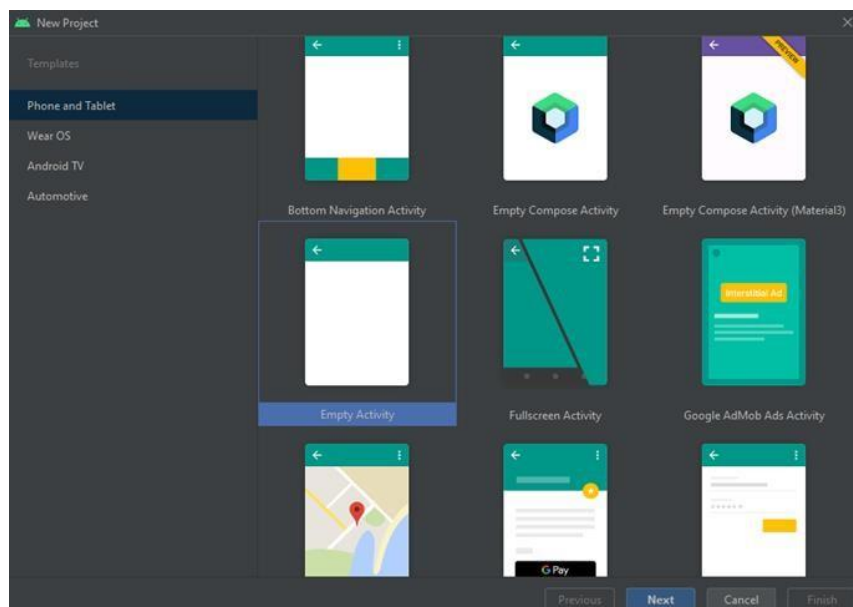 New Project
Templates
Phone and Tablet
Wear OS
Android TV
Automotive
PREVIEW
Bottom Navigation Activity
Empty Compose Activity
Empty Compose Activity (Material3)
Interstitial Ad
Empty Activity
Fullscreen Activity
Google AdMob Ads Activity
G Pay
Previous
Next
Cancel
Finish